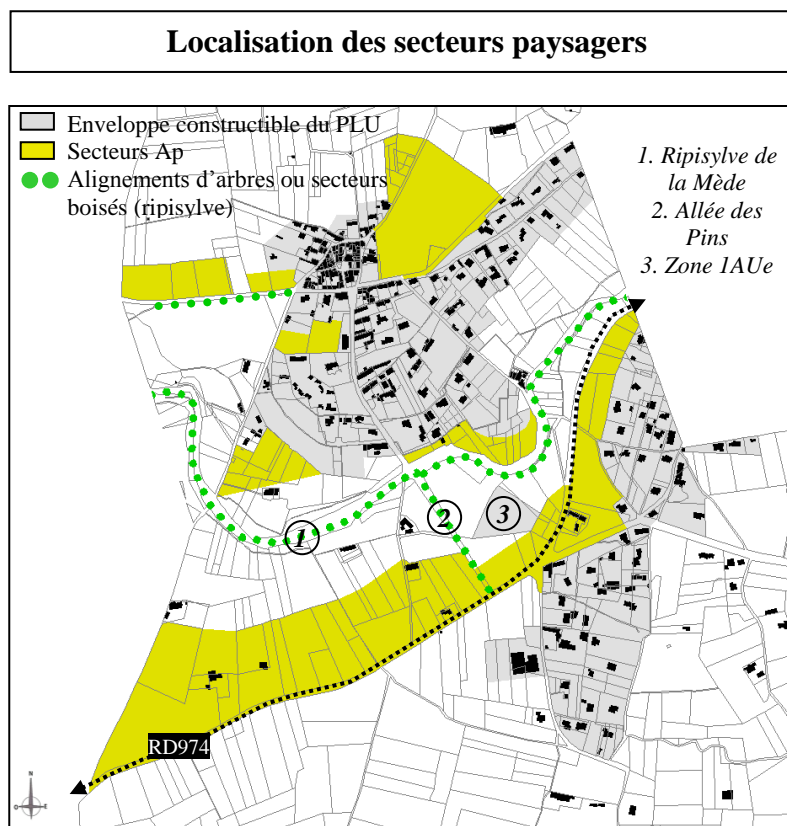 Localisation des secteurs paysagers
Enveloppe constructible du PLU
Secteurs Ap
Alignements d'arbres ou secteurs
boisés (ripisylve)
1. Ripisylve de
la Mède
2. Allée des
Pins
3. Zone 1AUe
1
2
3
RD974
N
O E